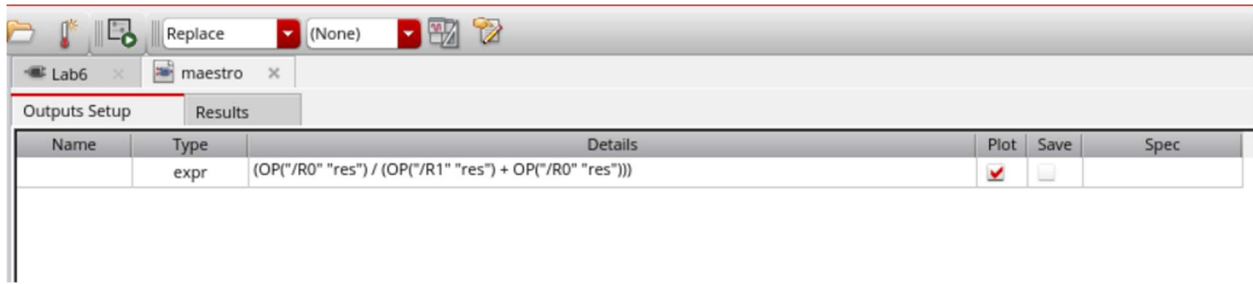 Replace (None)
Lab6 maestro
Outputs Setup Results
Name Type Details Plot Save Spec
expr (OP("/R0" "res") / (OP("/R1" "res") + OP("/R0" "res")))